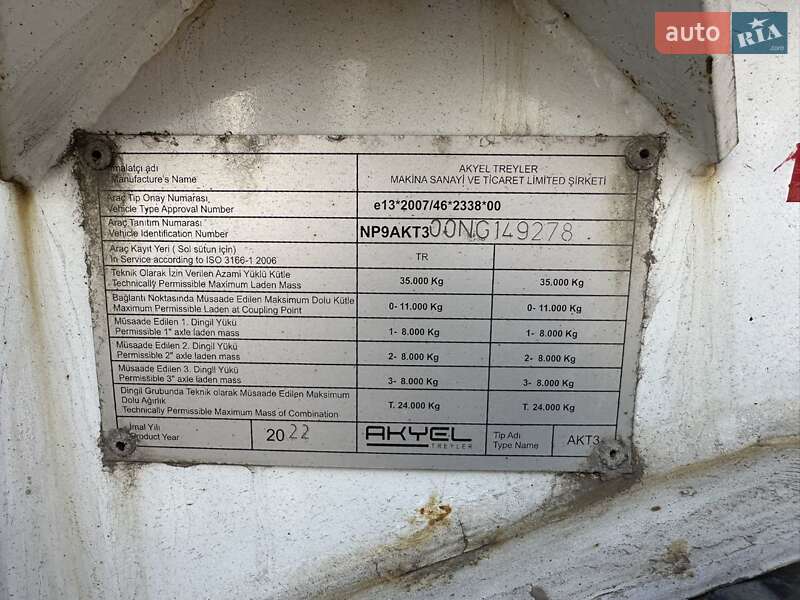 auto RIA .com
İmalatçı adı
Manufacture's Name
AKYEL TREYLER
MAKİNA SANAYİ VE TİCARET LIMITED ŞİRKETİ
Araç Tip Onay Numarası
Vehicle Type Approval Number
e13*2007/46*2338*00
Araç Tanıtım Numarası
Vehicle Identification Number
NP9AKT300NG149278
Araç Kayıt Yeri ( Sol sütun İçin)
In Service according to ISO 3166-1 2006
TR
Teknik Olarak İzin Verilen Azami Yüklü Kütle
Technically Permissible Maximum Laden Mass
35.000 Kg 35.000 Kg
Bağlantı Noktasında Müsaade Edilen Maksimum Dolu Kütle
Maximum Permissible Laden at Coupling Point
0- 11.000 Kg 0- 11.000 Kg
Müsaade Edilen 1. Dingil Yükü
Permissible 1" axle laden mass
1- 8.000 Kg 1- 8.000 Kg
Müsaade Edilen 2. Dingil Yükü
Permissible 2" axle laden mass
2- 8.000 Kg 2- 8.000 Kg
Müsaade Edilen 3. Dingil Yükü
Permissible 3" axle laden mass
3- 8.000 Kg 3- 8.000 Kg
Dingil Grubunda Teknik olarak Müsaade Edilen Maksimum
Dolu Ağırlık
Technically Permissible Maximum Mass of Combination
T. 24.000 Kg T. 24.000 Kg
İmal Yılı
Product Year
2022
AKYEL
TREYLER
Tip Adı
Type Name
AKT3